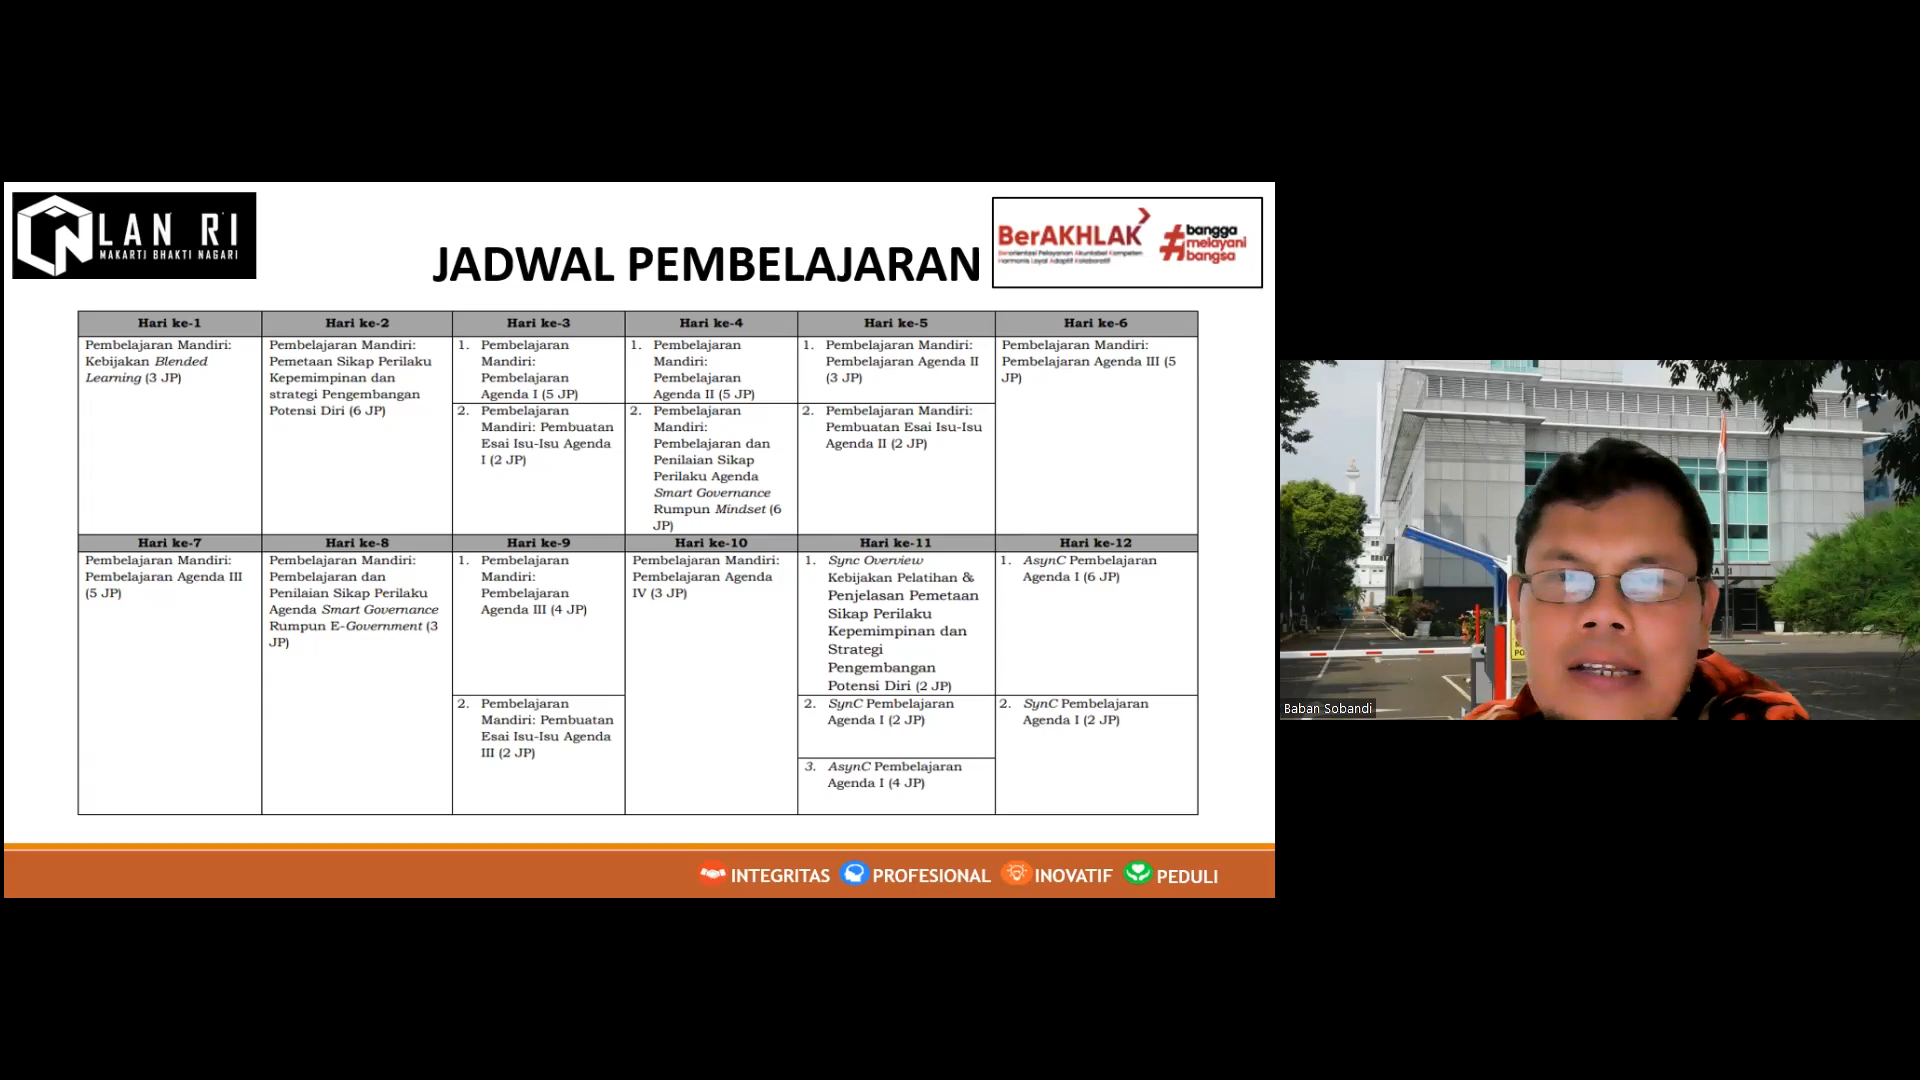 LAN RI
MAKARTI BHAKTI NAGARI
JADWAL PEMBELAJARAN
BerAKHLAK
Berorientasi Pelayanan Akuntabel Kompeten
Harmonis Loyal Adaptif Kolaboratif
#bangga
melayani
bangsa
Hari ke-1
Pembelajaran Mandiri:
Kebijakan Blended
Learning (3 JP)
Hari ke-2
Pembelajaran Mandiri:
Pemetaan Sikap Perilaku
Kepemimpinan dan
strategi Pengembangan
Potensi Diri (6 JP)
Hari ke-3
1. Pembelajaran
Mandiri:
Pembelajaran
Agenda I (5 JP)
2. Pembelajaran
Mandiri: Pembuatan
Esai Isu-Isu Agenda
I (2 JP)
Hari ke-4
1. Pembelajaran
Mandiri:
Pembelajaran
Agenda II (5 JP)
2. Pembelajaran
Mandiri:
Pembelajaran dan
Penilaian Sikap
Perilaku Agenda
Smart Governance
Rumpun Mindset (6
JP)
Hari ke-5
1. Pembelajaran Mandiri:
Pembelajaran Agenda II
(3 JP)
2. Pembelajaran Mandiri:
Pembuatan Esai Isu-Isu
Agenda II (2 JP)
Hari ke-6
Pembelajaran Mandiri:
Pembelajaran Agenda III (5
JP)
Hari ke-7
Pembelajaran Mandiri:
Pembelajaran Agenda III
(5 JP)
Hari ke-8
Pembelajaran Mandiri:
Pembelajaran dan
Penilaian Sikap Perilaku
Agenda Smart Governance
Rumpun E-Government (3
JP)
Hari ke-9
1. Pembelajaran
Mandiri:
Pembelajaran
Agenda III (4 JP)
2. Pembelajaran
Mandiri: Pembuatan
Esai Isu-Isu Agenda
III (2 JP)
Hari ke-10
Pembelajaran Mandiri:
Pembelajaran Agenda
IV (3 JP)
Hari ke-11
1. Sync Overview
Kebijakan Pelatihan &
Penjelasan Pemetaan
Sikap Perilaku
Kepemimpinan dan
Strategi
Pengembangan
Potensi Diri (2 JP)
2. SynC Pembelajaran
Agenda I (2 JP)
3. AsynC Pembelajaran
Agenda I (4 JP)
Hari ke-12
1. AsynC Pembelajaran
Agenda I (6 JP)
2. SynC Pembelajaran
Agenda I (2 JP)
INTEGRITAS PROFESIONAL INOVATIF PEDULI
Baban Sobandi